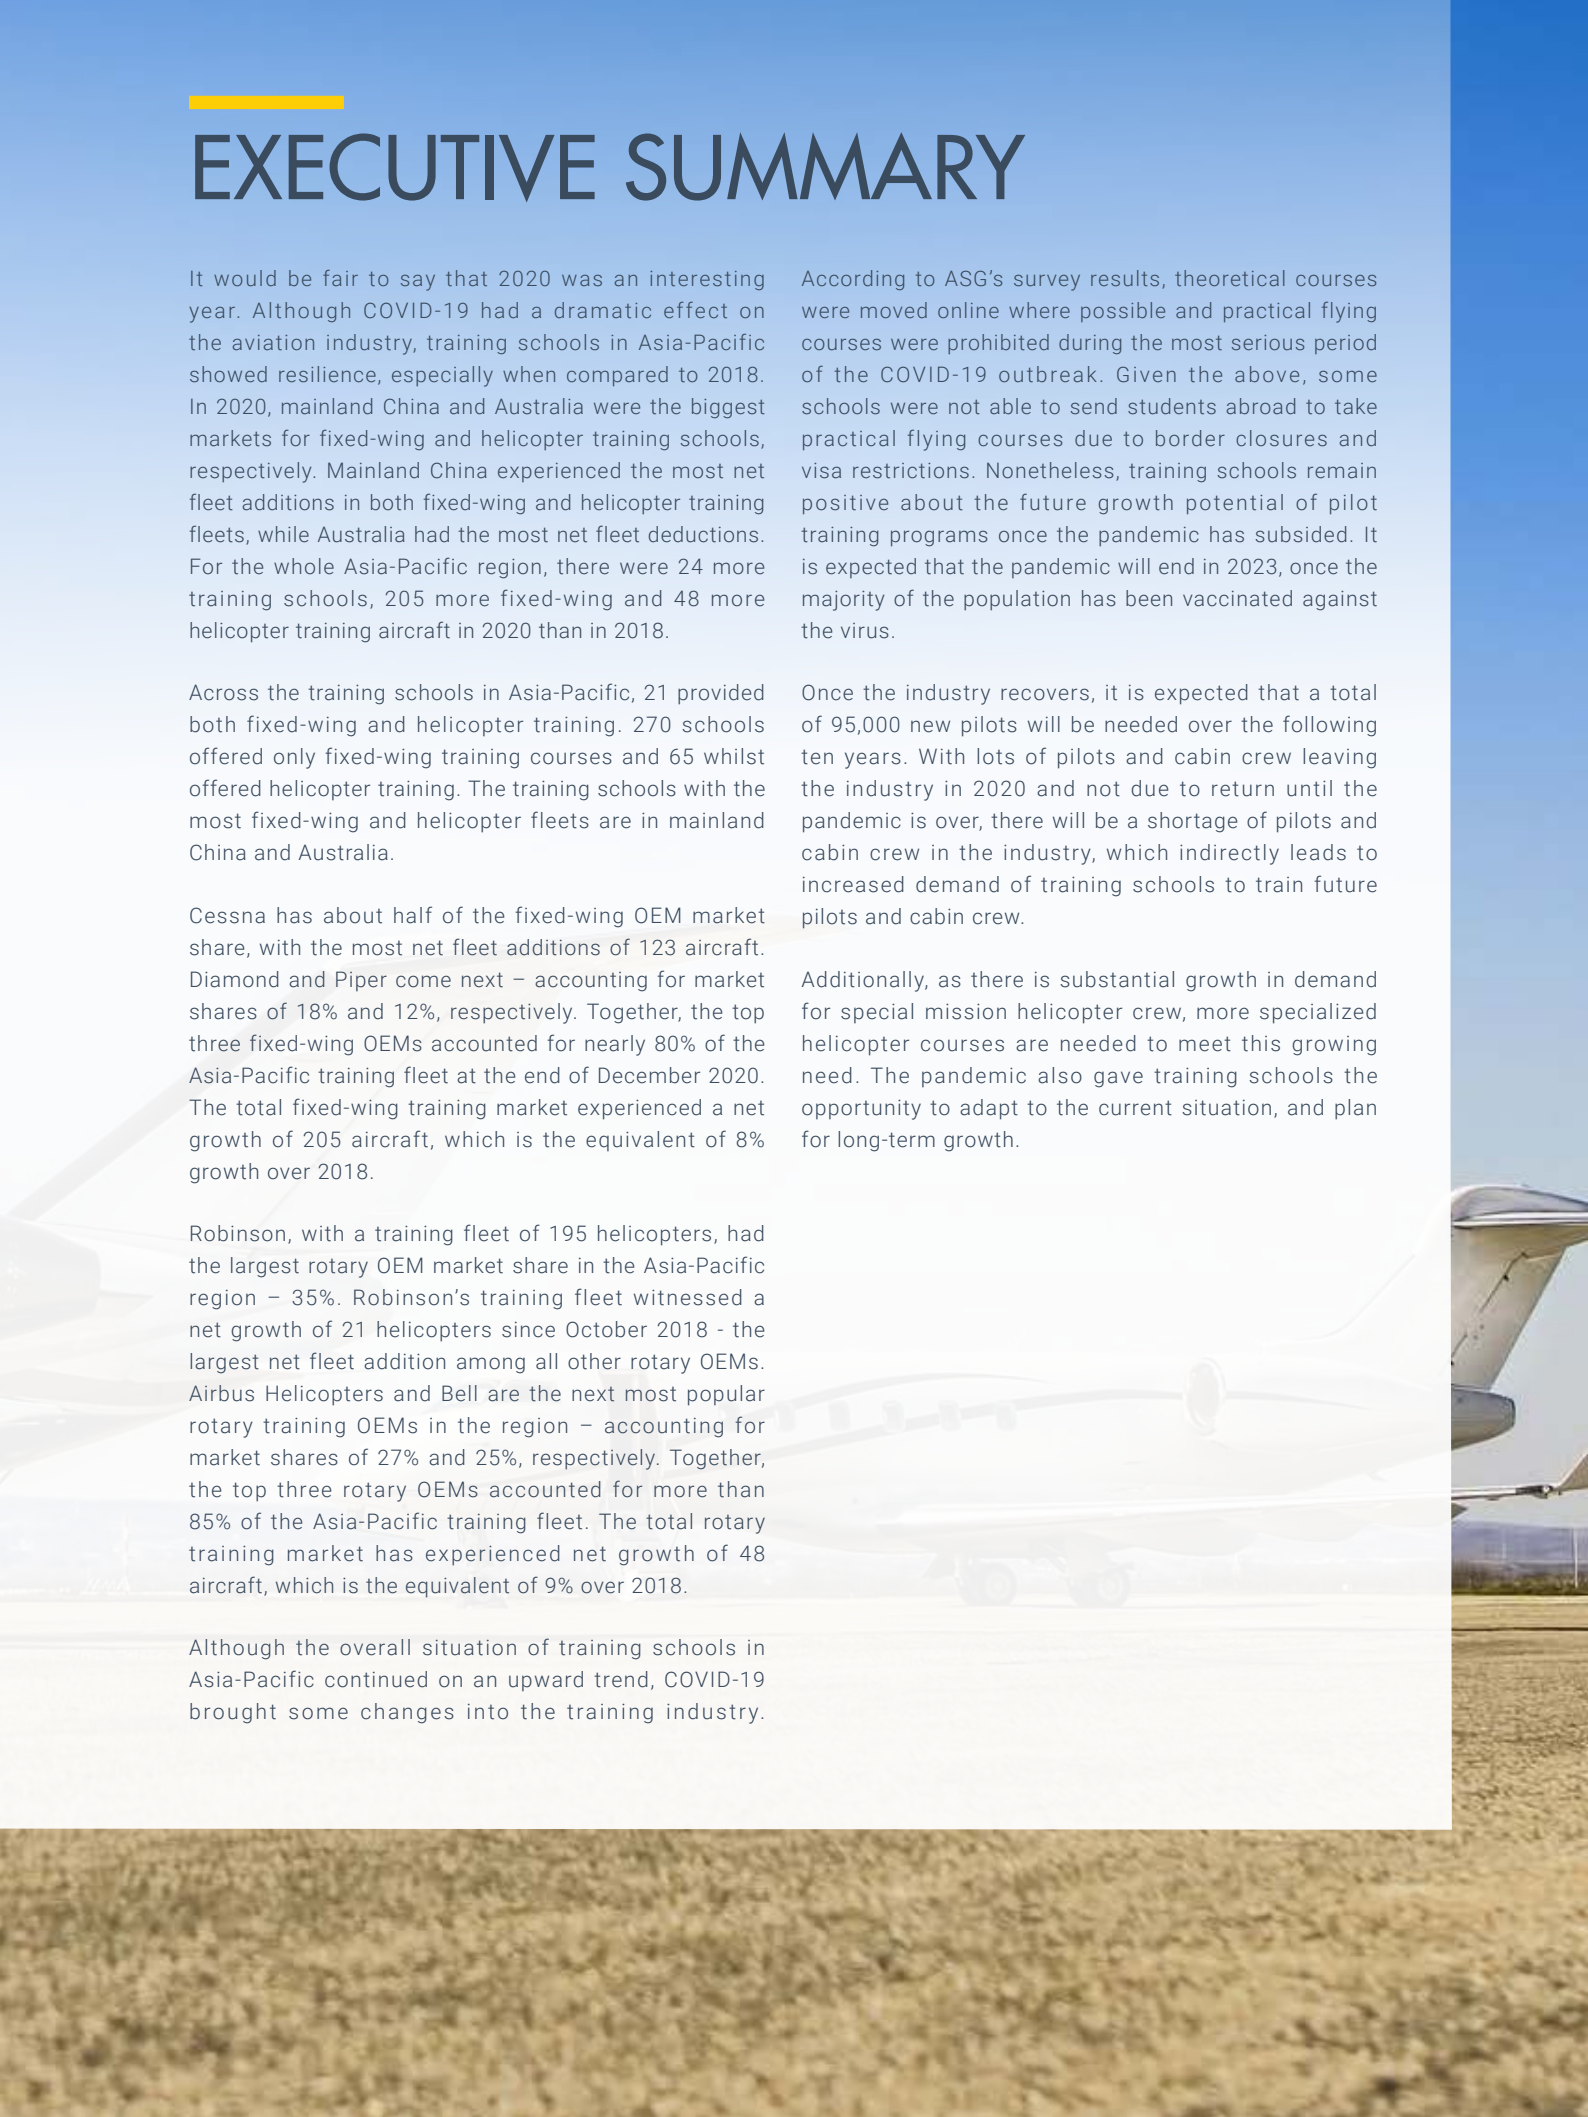 EXECUTIVE SUMMARY
It would be fair to say that 2020 was an interesting
year. Although COVID-19 had a dramatic effect on
the aviation industry, training schools in Asia-Pacific
showed resilience, especially when compared to 2018.
In 2020, mainland China and Australia were the biggest
markets for fixed-wing and helicopter training schools,
respectively. Mainland China experienced the most net
fleet additions in both fixed-wing and helicopter training
fleets, while Australia had the most net fleet deductions.
For the whole Asia-Pacific region, there were 24 more
training schools, 205 more fixed-wing and 48 more
helicopter training aircraft in 2020 than in 2018.
Across the training schools in Asia-Pacific, 21 provided
both fixed-wing and helicopter training. 270 schools
offered only fixed-wing training courses and 65 whilst
offered helicopter training. The training schools with the
most fixed-wing and helicopter fleets are in mainland
China and Australia.
Cessna has about half of the fixed-wing OEM market
share, with the most net fleet additions of 123 aircraft.
Diamond and Piper come next – accounting for market
shares of 18% and 12%, respectively. Together, the top
three fixed-wing OEMs accounted for nearly 80% of the
Asia-Pacific training fleet at the end of December 2020.
The total fixed-wing training market experienced a net
growth of 205 aircraft, which is the equivalent of 8%
growth over 2018.
Robinson, with a training fleet of 195 helicopters, had
the largest rotary OEM market share in the Asia-Pacific
region – 35%. Robinson’s training fleet witnessed a
net growth of 21 helicopters since October 2018 - the
largest net fleet addition among all other rotary OEMs.
Airbus Helicopters and Bell are the next most popular
rotary training OEMs in the region – accounting for
market shares of 27% and 25%, respectively. Together,
the top three rotary OEMs accounted for more than
85% of the Asia-Pacific training fleet. The total rotary
training market has experienced net growth of 48
aircraft, which is the equivalent of 9% over 2018.
Although the overall situation of training schools in
Asia-Pacific continued on an upward trend, COVID-19
brought some changes into the training industry.
According to ASG’s survey results, theoretical courses
were moved online where possible and practical flying
courses were prohibited during the most serious period
of the COVID-19 outbreak. Given the above, some
schools were not able to send students abroad to take
practical flying courses due to border closures and
visa restrictions. Nonetheless, training schools remain
positive about the future growth potential of pilot
training programs once the pandemic has subsided. It
is expected that the pandemic will end in 2023, once the
majority of the population has been vaccinated against
the virus.
Once the industry recovers, it is expected that a total
of 95,000 new pilots will be needed over the following
ten years. With lots of pilots and cabin crew leaving
the industry in 2020 and not due to return until the
pandemic is over, there will be a shortage of pilots and
cabin crew in the industry, which indirectly leads to
increased demand of training schools to train future
pilots and cabin crew.
Additionally, as there is substantial growth in demand
for special mission helicopter crew, more specialized
helicopter courses are needed to meet this growing
need. The pandemic also gave training schools the
opportunity to adapt to the current situation, and plan
for long-term growth.